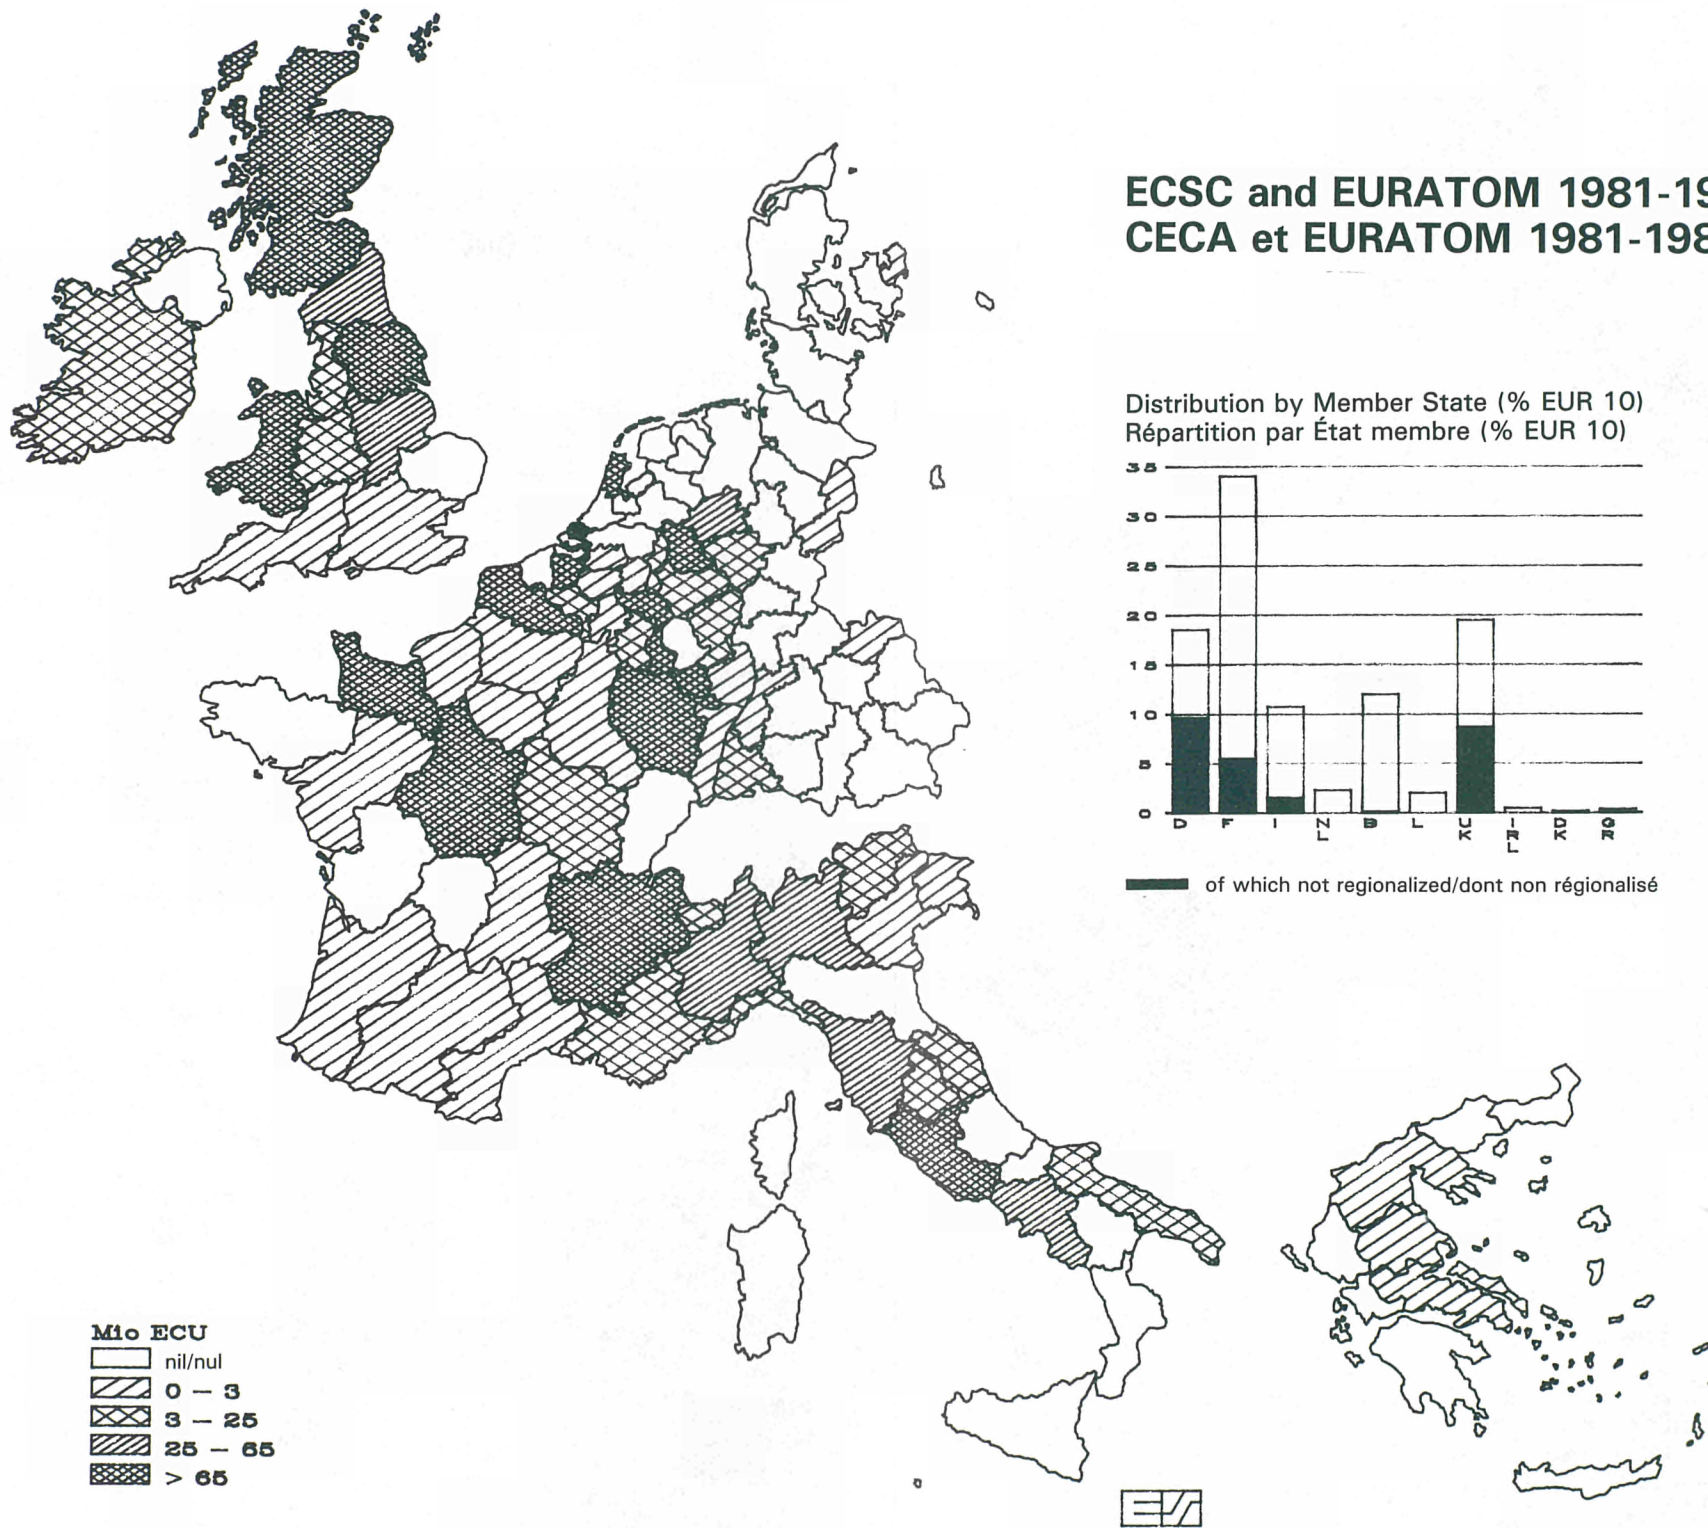 ECSC and EURATOM 1981-19
CECA et EURATOM 1981-198
Distribution by Member State (% EUR 10)
Répartition par État membre (% EUR 10)
35
30
25
20
15
10
5
0
D F I NL B L UK IRL DK GR
of which not regionalized/dont non régionalisé
Mio ECU
nil/nul
0 – 3
3 – 25
25 – 65
> 65